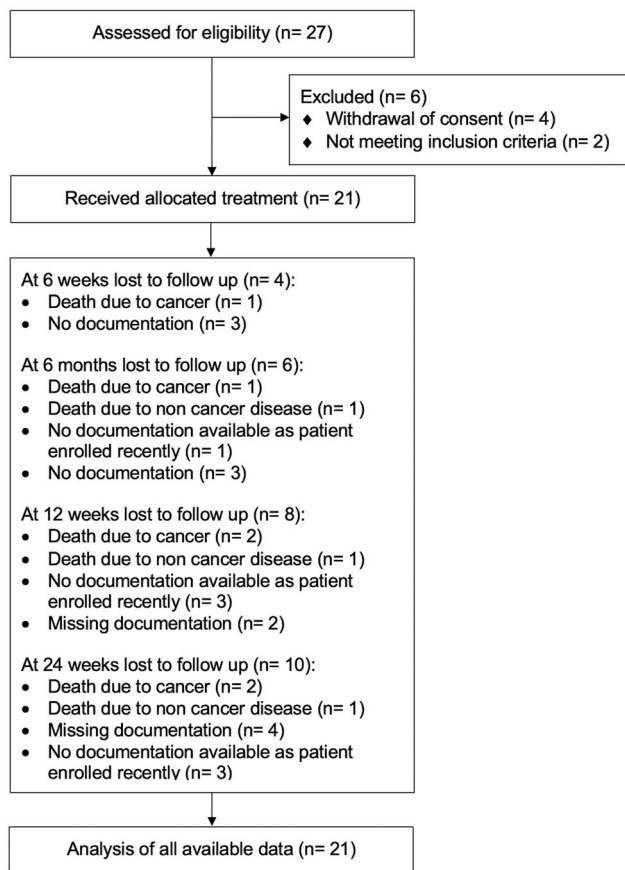 Assessed for eligibility (n= 27)
Excluded (n= 6)
♦ Withdrawal of consent (n= 4)
♦ Not meeting inclusion criteria (n= 2)
Received allocated treatment (n= 21)
At 6 weeks lost to follow up (n= 4):
• Death due to cancer (n= 1)
• No documentation (n= 3)
At 6 months lost to follow up (n= 6):
• Death due to cancer (n= 1)
• Death due to non cancer disease (n= 1)
• No documentation available as patient
enrolled recently (n= 1)
• No documentation (n= 3)
At 12 weeks lost to follow up (n= 8):
• Death due to cancer (n= 2)
• Death due to non cancer disease (n= 1)
• No documentation available as patient
enrolled recently (n= 3)
• Missing documentation (n= 2)
At 24 weeks lost to follow up (n= 10):
• Death due to cancer (n= 2)
• Death due to non cancer disease (n= 1)
• Missing documentation (n= 4)
• No documentation available as patient
enrolled recently (n= 3)
Analysis of all available data (n= 21)